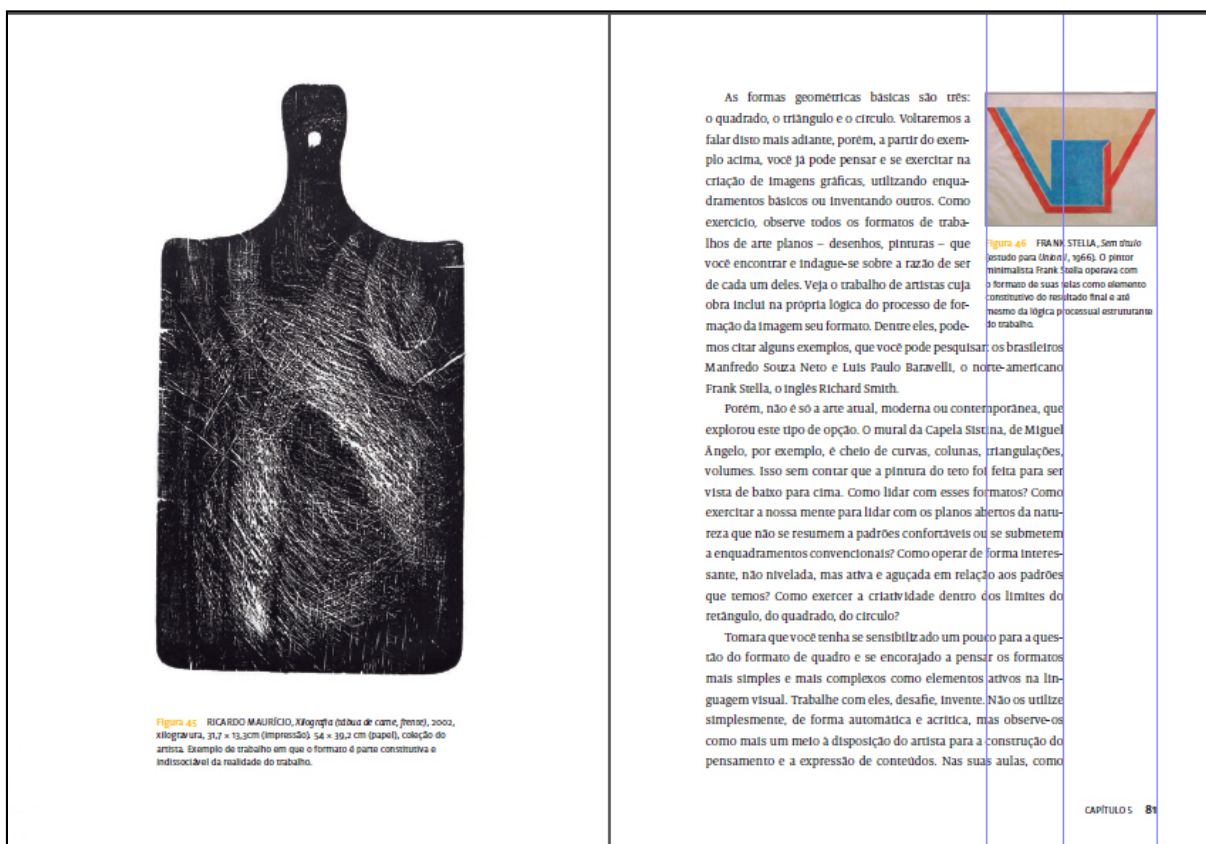 Figura 45 RICARDO MAURÍCIO, Xilografia (tábua de carne, frente), 2002,
xilogravura, 31,7 × 13,3cm (impressão). 54 × 39,2 cm (papel), coleção do
artista. Exemplo de trabalho em que o formato é parte constitutiva e
indissociável da realidade do trabalho.
As formas geométricas básicas são três:
o quadrado, o triângulo e o círculo. Voltaremos a
falar disto mais adiante, porém, a partir do exem-
plo acima, você já pode pensar e se exercitar na
criação de imagens gráficas, utilizando enqua-
dramentos básicos ou inventando outros. Como
exercício, observe todos os formatos de traba-
lhos de arte planos – desenhos, pinturas – que
você encontrar e indague-se sobre a razão de ser
de cada um deles. Veja o trabalho de artistas cuja
obra inclui na própria lógica do processo de for-
mação da imagem seu formato. Dentre eles, pode-
mos citar alguns exemplos, que você pode pesquisar: os brasileiros
Manfredo Souza Neto e Luis Paulo Baravelli, o norte-americano
Frank Stella, o inglês Richard Smith.
Porém, não é só a arte atual, moderna ou contemporânea, que
explorou este tipo de opção. O mural da Capela Sistina, de Miguel
Ângelo, por exemplo, é cheio de curvas, colunas, triangulações,
volumes. Isso sem contar que a pintura do teto foi feita para ser
vista de baixo para cima. Como lidar com esses formatos? Como
exercitar a nossa mente para lidar com os planos abertos da natu-
reza que não se resumem a padrões confortáveis ou se submetem
a enquadramentos convencionais? Como operar de forma interes-
sante, não nivelada, mas ativa e aguçada em relação aos padrões
que temos? Como exercer a criatividade dentro dos limites do
retângulo, do quadrado, do círculo?
Tomara que você tenha se sensibilizado um pouco para a ques-
tão do formato de quadro e se encorajado a pensar os formatos
mais simples e mais complexos como elementos ativos na lin-
guagem visual. Trabalhe com eles, desafie, invente. Não os utilize
simplesmente, de forma automática e acrítica, mas observe-os
como mais um meio à disposição do artista para a construção do
pensamento e a expressão de conteúdos. Nas suas aulas, como
Figura 46 FRANK STELLA, Sem título
(estudo para Union I, 1966). O pintor
minimalista Frank Stella operava com
o formato de suas telas como elemento
constitutivo do resultado final e até
mesmo da lógica processual estruturante
do trabalho.
CAPÍTULO 5 81